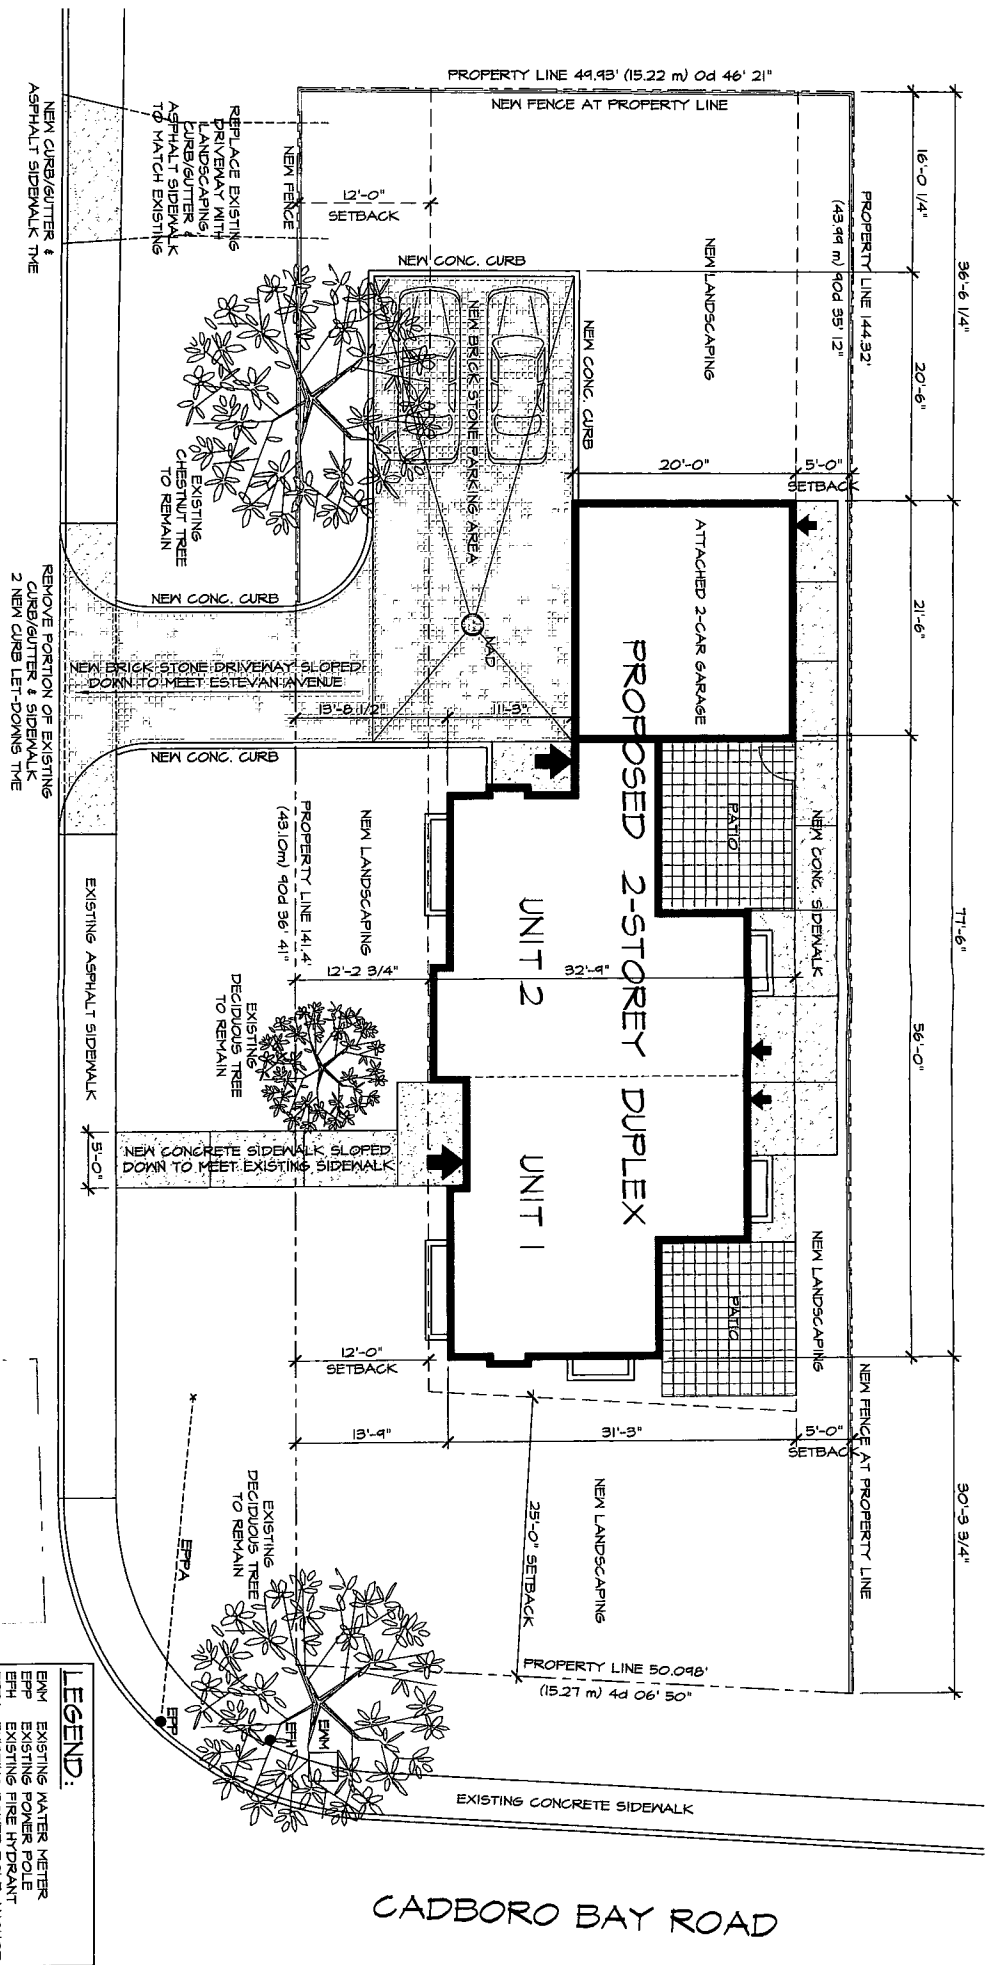 PROPERTY LINE 49.93' (15.22 m) 0d 46' 21"
NEW FENCE AT PROPERTY LINE
16'-0 1/4"
36'-6 1/4"
PROPERTY LINE 144.32'
(43.99 m) 90d 35' 12"
20'-6"
NEW CURB/GUTTER &
ASPHALT SIDEWALK TME
REPLACE EXISTING
DRIVEWAY WITH
LANDSCAPING,
CURB/GUTTER &
ASPHALT SIDEWALK
TO MATCH EXISTING
NEW FENCE
12'-0"
SETBACK
NEW CONC. CURB
NEW LANDSCAPING
NEW BRICK STONE PARKING AREA
NEW CONC. CURB
EXISTING
CHESTNUT TREE
TO REMAIN
20'-0"
5'-0"
SETBACK
ATTACHED 2-CAR GARAGE
21'-6"
NEW CONC. CURB
NEW BRICK STONE DRIVEWAY SLOPED
DOWN TO MEET ESTEVAN AVENUE
13'-8 1/2"
11'-3"
REMOVE PORTION OF EXISTING
CURB/GUTTER & SIDEWALK
2 NEW CURB LET-DOWNS TME
NEW CONC. CURB
PROPOSED 2-STOREY DUPLEX
PATIO
NEW CONC. SIDEWALK
77'-6"
NEW LANDSCAPING
PROPERTY LINE 141.4'
(43.10m) 90d 36' 41"
UNIT 2
12'-2 3/4"
32'-9"
56'-0"
EXISTING
DECIDUOUS TREE
TO REMAIN
EXISTING ASPHALT SIDEWALK
5'-0"
NEW CONCRETE SIDEWALK SLOPED
DOWN TO MEET EXISTING SIDEWALK
UNIT 1
PATIO
NEW LANDSCAPING
12'-0"
SETBACK
13'-9"
31'-3"
5'-0"
SETBACK
NEW FENCE AT PROPERTY LINE
30'-3 3/4"
NEW LANDSCAPING
25'-0" SETBACK
EXISTING
DECIDUOUS TREE
TO REMAIN
EPPA
PROPERTY LINE 50.098'
(15.27 m) 4d 06' 50"
EPP
EFH
EWM
EXISTING CONCRETE SIDEWALK
CADBORO BAY ROAD
LEGEND:
EWM EXISTING WATER METER
EPP EXISTING POWER POLE
EFH EXISTING FIRE HYDRANT